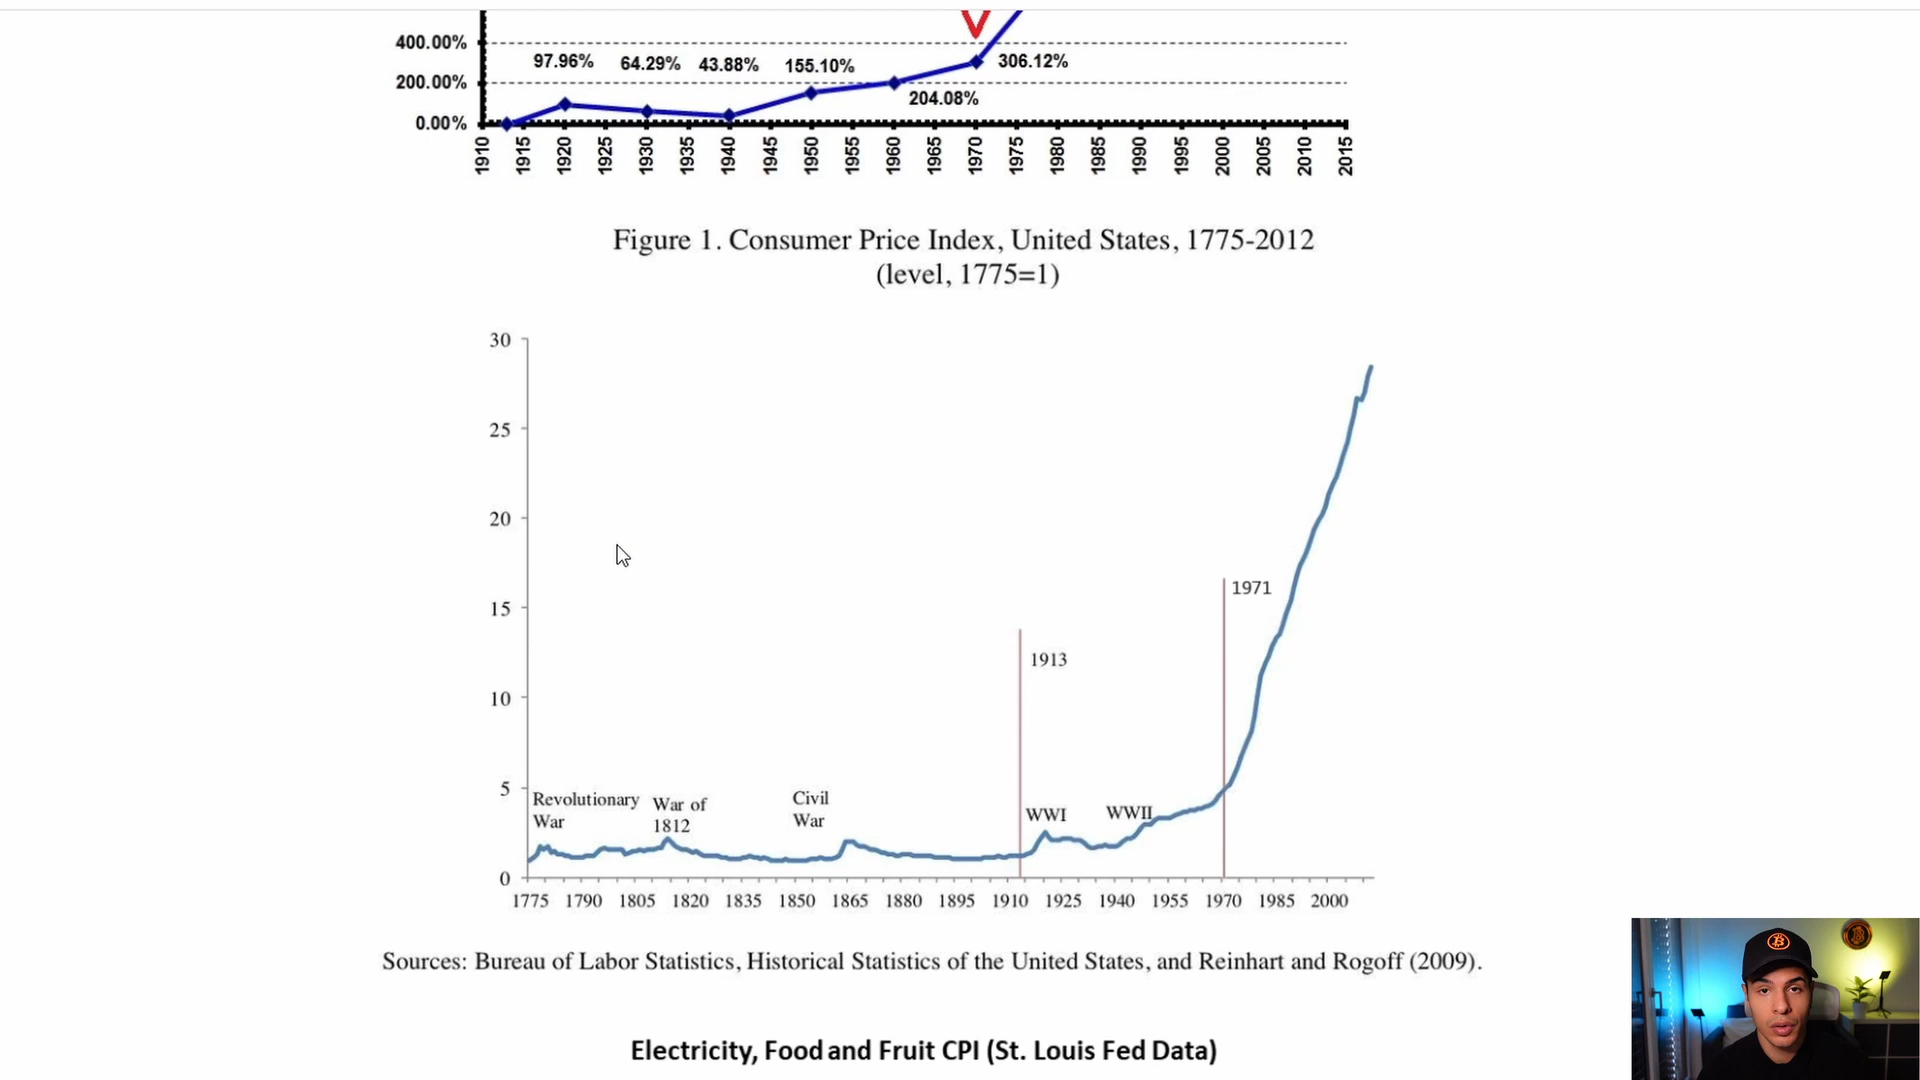 400.00%
97.96% 64.29% 43.88% 155.10% 306.12%
200.00%
204.08%
0.00%
1910 1915 1920 1925 1930 1935 1940 1945 1950 1955 1960 1965 1970 1975 1980 1985 1990 1995 2000 2005 2010 2015
Figure 1. Consumer Price Index, United States, 1775-2012
(level, 1775=1)
30
25
20
15
1971
1913
10
5
Revolutionary
War
War of
1812
Civil
War
WWI
WWII
0
1775 1790 1805 1820 1835 1850 1865 1880 1895 1910 1925 1940 1955 1970 1985 2000
Sources: Bureau of Labor Statistics, Historical Statistics of the United States, and Reinhart and Rogoff (2009).
Electricity, Food and Fruit CPI (St. Louis Fed Data)